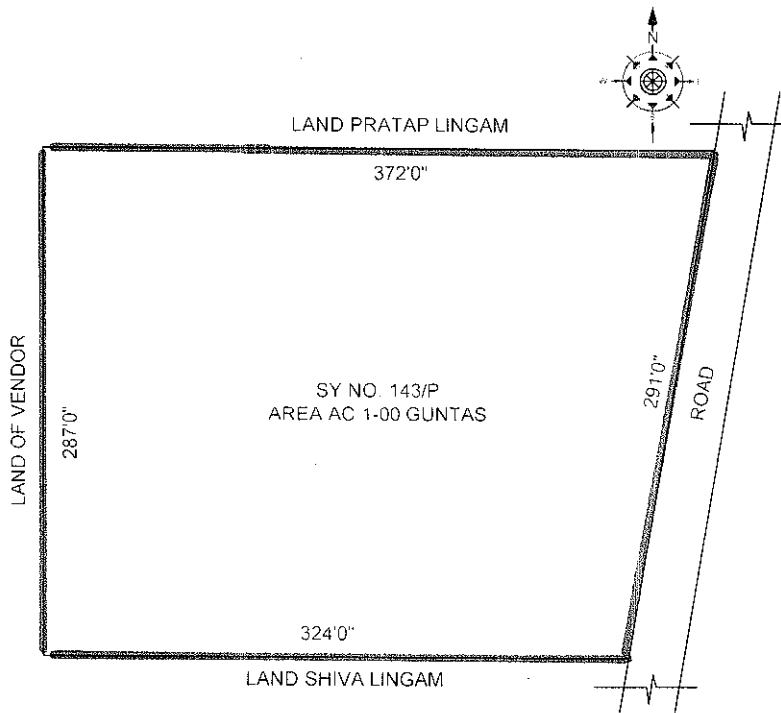 N
W
LAND PRATAP LINGAM
372'0"
LAND OF VENDOR
287'0"
SY NO. 143/P
AREA AC 1-00 GUNTAS
291'0"
ROAD
324'0"
LAND SHIVA LINGAM